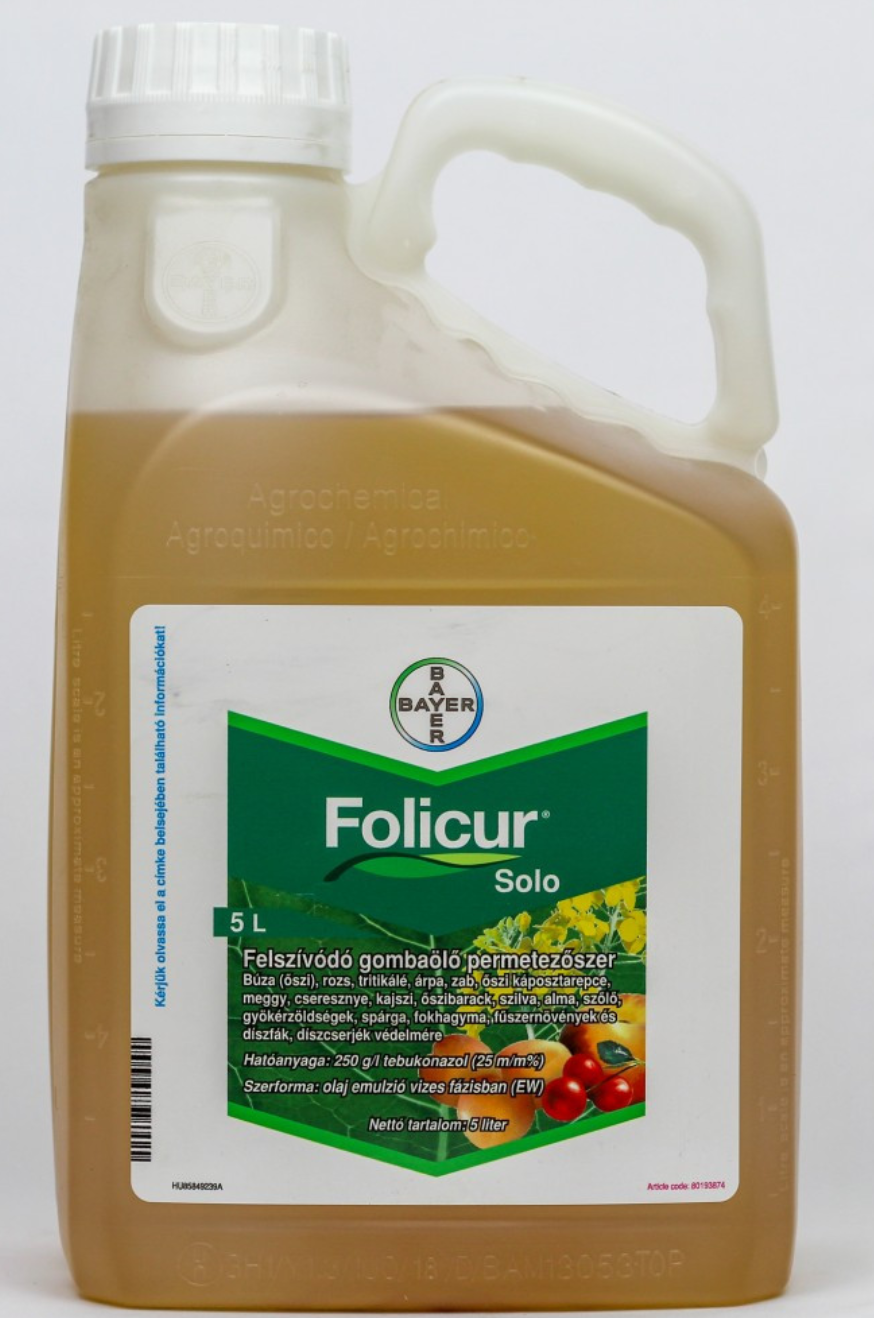 BAYER
Agrochemical
Agroquimico / Agrochimico
Kérjük olvassa el a címke belsejében található információkat!
BAYER
BAYER
Folicur®
Solo
5 L
Felszívódó gombaölő permetezőszer
Búza (őszi), rozs, tritikálé, árpa, zab, őszi káposztarepce,
meggy, cseresznye, kajszi, őszibarack, szilva, alma, szőlő,
gyökérzöldségek, spárga, fokhagyma, fűszernövények és
díszfák, díszcserjék védelmére
Hatóanyaga: 250 g/l tebukonazol (25 m/m%)
Szerforma: olaj emulzió vizes fázisban (EW)
Nettó tartalom: 5 liter
HU85849239A
Article code: 80193874